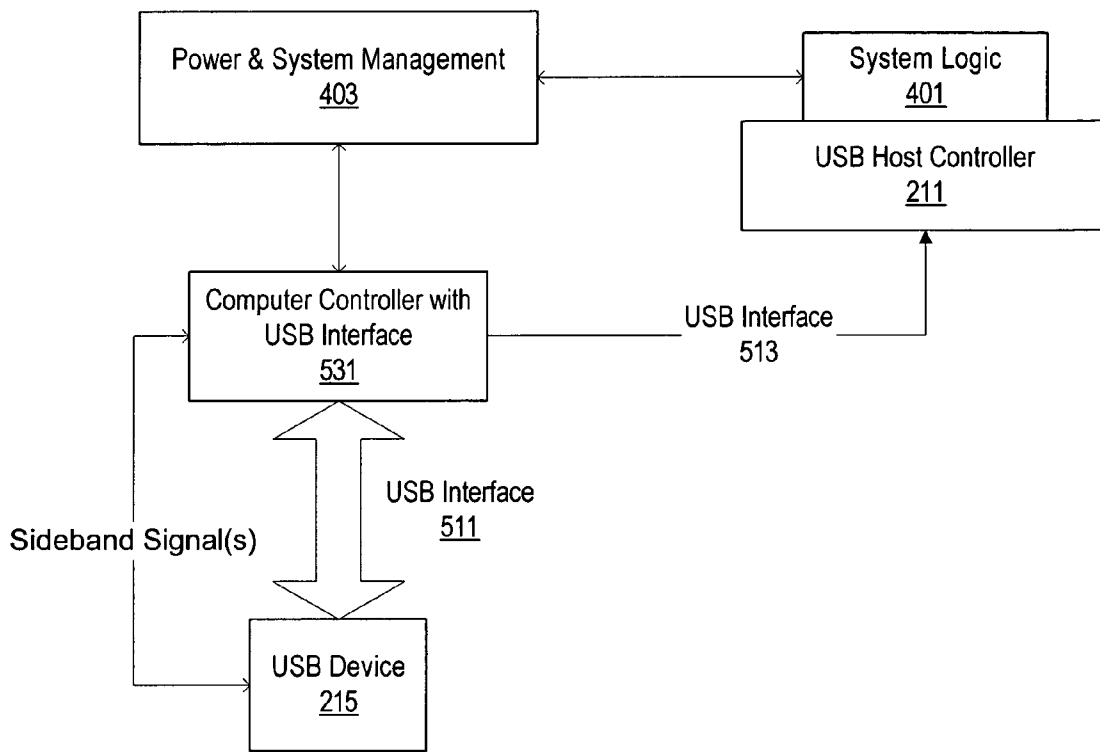 Power & System Management
403
System Logic
401
USB Host Controller
211
Computer Controller with
USB Interface
531
USB Interface
513
USB Interface
511
Sideband Signal(s)
USB Device
215